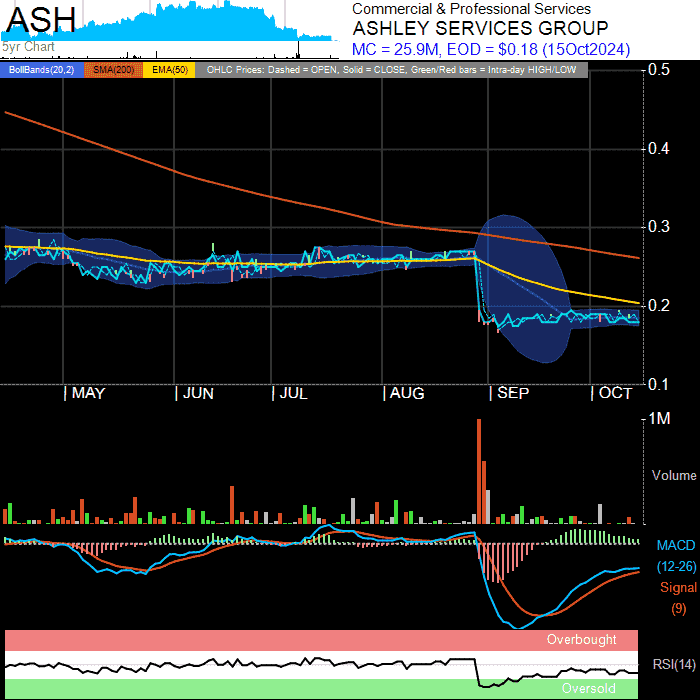 ASH
Commercial & Professional Services
ASHLEY SERVICES GROUP
MC = 25.9M, EOD = $0.18 (15Oct2024)
5yr Chart
BollBands(20,2) SMA(200) EMA(50) OHLC Prices: Dashed = OPEN, Solid = CLOSE, Green/Red bars = Intra-day HIGH/LOW
0.5
0.4
0.3
0.2
0.1
| MAY | JUN | JUL | AUG | SEP | OCT
1M
Volume
MACD
(12-26)
Signal
(9)
Overbought
RSI(14)
Oversold